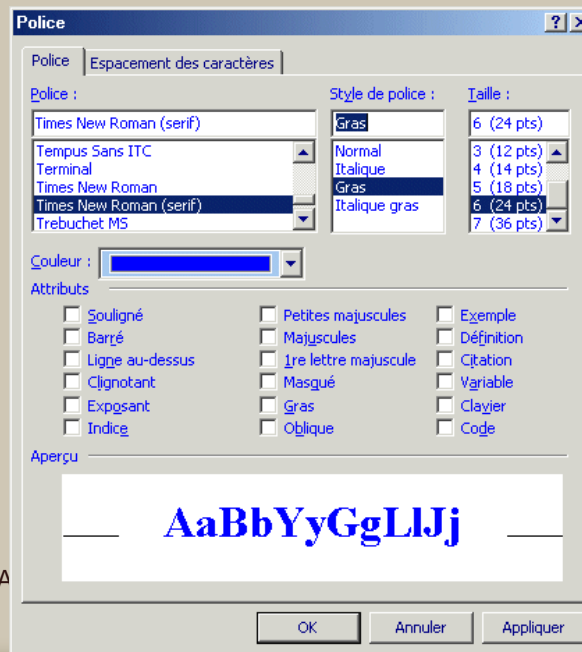 Police
Police
Espacement des caractères
Police :
Style de police :
Taille :
Times New Roman (serif)
Gras
6 (24 pts)
Tempus Sans ITC
Terminal
Times New Roman
Times New Roman (serif)
Trebuchet MS
Normal
Italique
Gras
Italique gras
3 (12 pts)
4 (14 pts)
5 (18 pts)
6 (24 pts)
7 (36 pts)
Couleur :
Attributs
Souligné
Petites majuscules
Exemple
Barré
Majuscules
Définition
Ligne au-dessus
1re lettre majuscule
Citation
Clignotant
Masqué
Variable
Exposant
Gras
Clavier
Indice
Oblique
Code
Aperçu
AaBbYyGgLlJj
A
OK
Annuler
Appliquer